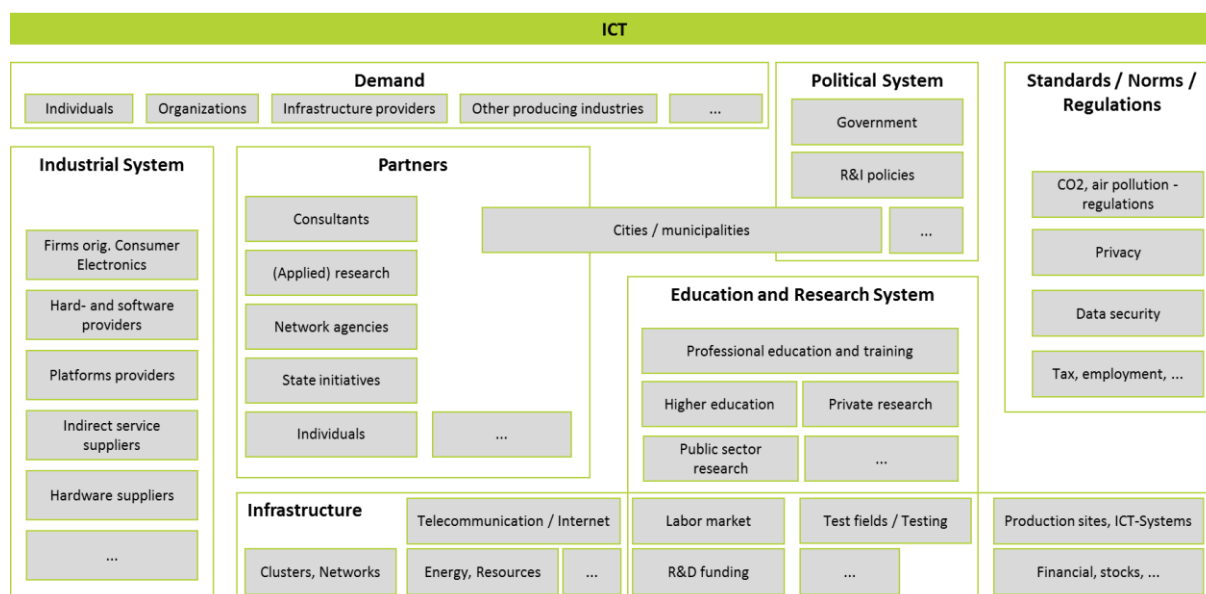 ICT
Demand
Individuals
Organizations
Infrastructure providers
Other producing industries
...
Political System
Government
R&I policies
Cities / municipalities
...
Standards / Norms /
Regulations
CO2, air pollution -
regulations
Privacy
Data security
Tax, employment, ...
Industrial System
Firms orig. Consumer
Electronics
Hard- and software
providers
Platforms providers
Indirect service
suppliers
Hardware suppliers
...
Partners
Consultants
(Applied) research
Network agencies
State initiatives
Individuals
...
Education and Research System
Professional education and training
Higher education
Private research
Public sector
research
...
Infrastructure
Telecommunication / Internet
Labor market
Test fields / Testing
Production sites, ICT-Systems
Clusters, Networks
Energy, Resources
...
R&D funding
...
Financial, stocks, ...